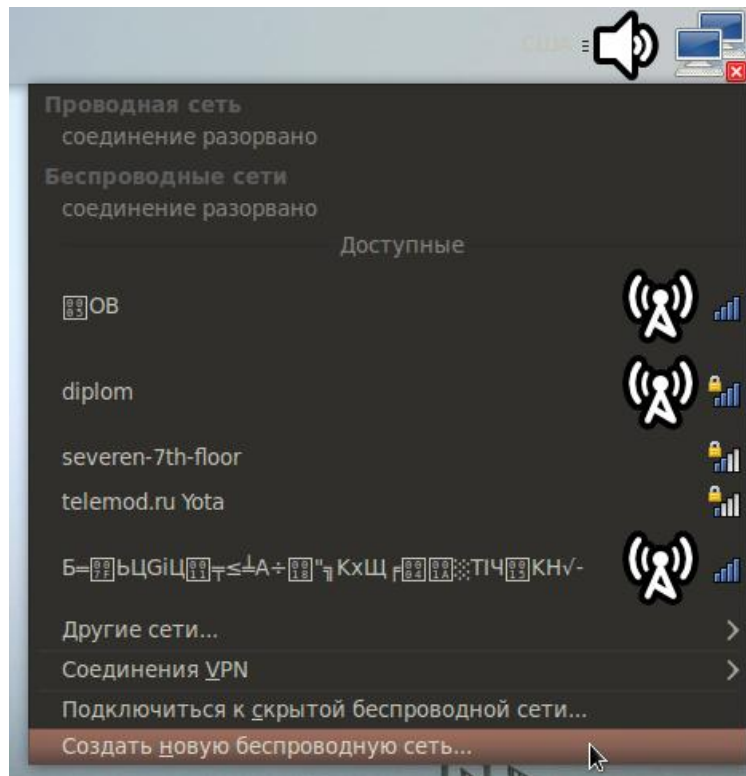 Проводная сеть
соединение разорвано
Беспроводные сети
соединение разорвано
Доступные
ОВ
diplom
severen-7th-floor
telemod.ru Yota
Другие сети...
Соединения VPN
Подключиться к скрытой беспроводной сети...
Создать новую беспроводную сеть...